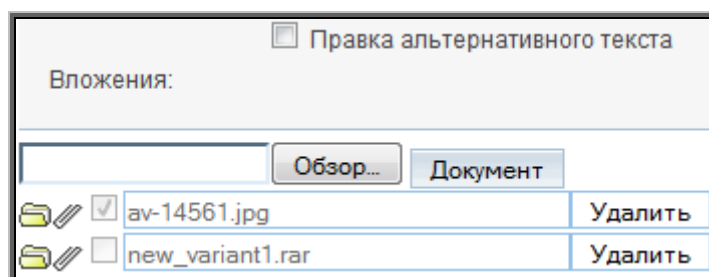 Правка альтернативного текста
Вложения:
Обзор... Документ
av-14561.jpg Удалить
new_variant1.rar Удалить